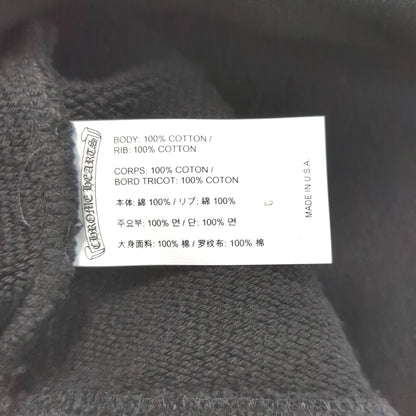 CHROME HEARTS
BODY: 100% COTTON /
RIB: 100% COTTON
CORPS: 100% COTON /
BORD TRICOT: 100% COTON
本体: 綿 100% / リブ: 綿 100%
주요부: 100% 면 / 단: 100% 면
大身面料: 100% 棉 / 罗纹布: 100% 棉
MADE IN U.S.A.